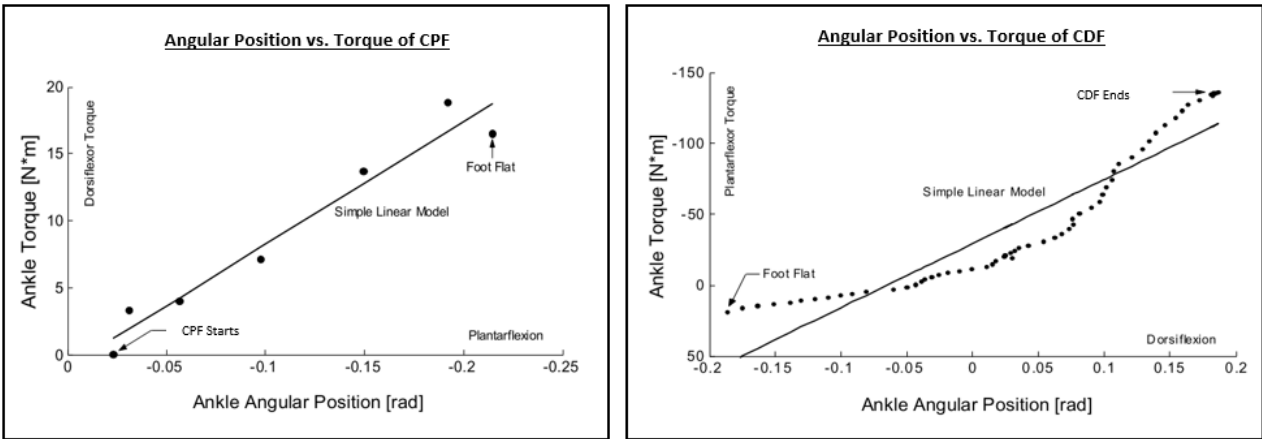 Angular Position vs. Torque of CPF
Ankle Torque [N*m]
Dorsiflexor Torque
20
15
10
5
0
Foot Flat
Simple Linear Model
CPF Starts
Plantarflexion
0 -0.05 -0.1 -0.15 -0.2 -0.25
Ankle Angular Position [rad]
Angular Position vs. Torque of CDF
Ankle Torque [N*m]
Plantarflexor Torque
-150
-100
-50
0
50
CDF Ends
Simple Linear Model
Foot Flat
Dorsiflexion
-0.2 -0.15 -0.1 -0.05 0 0.05 0.1 0.15 0.2
Ankle Angular Position [rad]